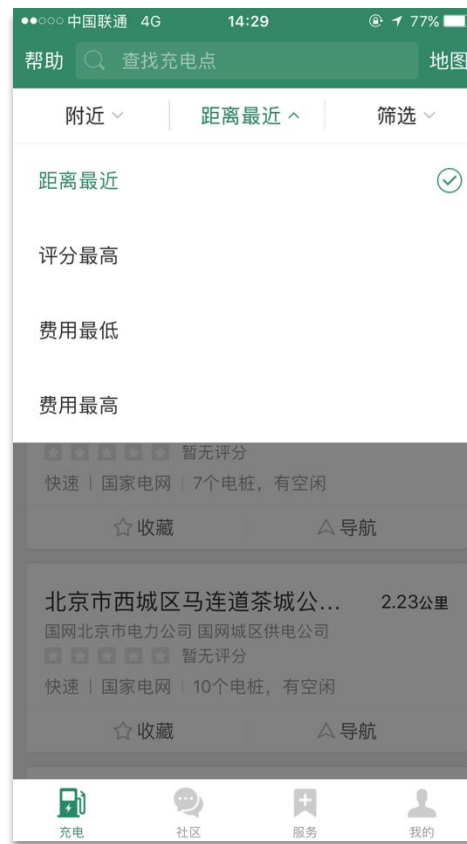 中国联通 4G 14:29 77%
帮助 查找充电点 地图
附近 距离最近 筛选
距离最近
评分最高
费用最低
费用最高
暂无评分
快速 | 国家电网 | 7个电桩，有空闲
收藏 导航
北京市西城区马连道茶城公... 2.23公里
国网北京市电力公司 国网城区供电公司
暂无评分
快速 | 国家电网 | 10个电桩，有空闲
收藏 导航
充电 社区 服务 我的